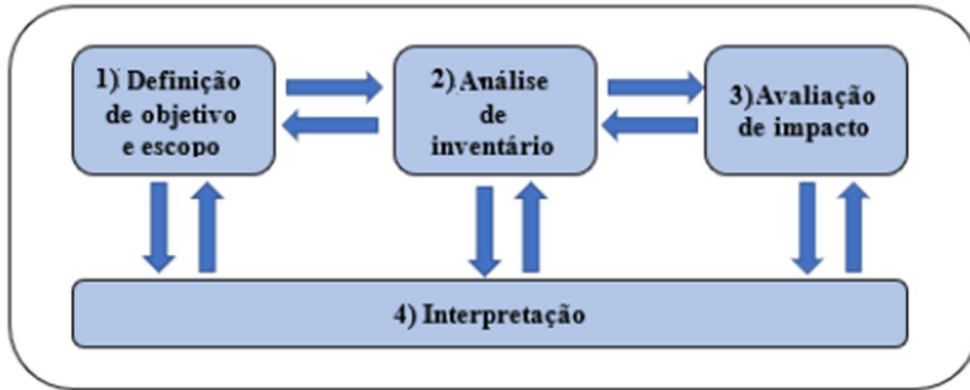 1) Definição
de objetivo
e escopo
2) Análise
de
inventário
3)Avaliação
de impacto
4) Interpretação